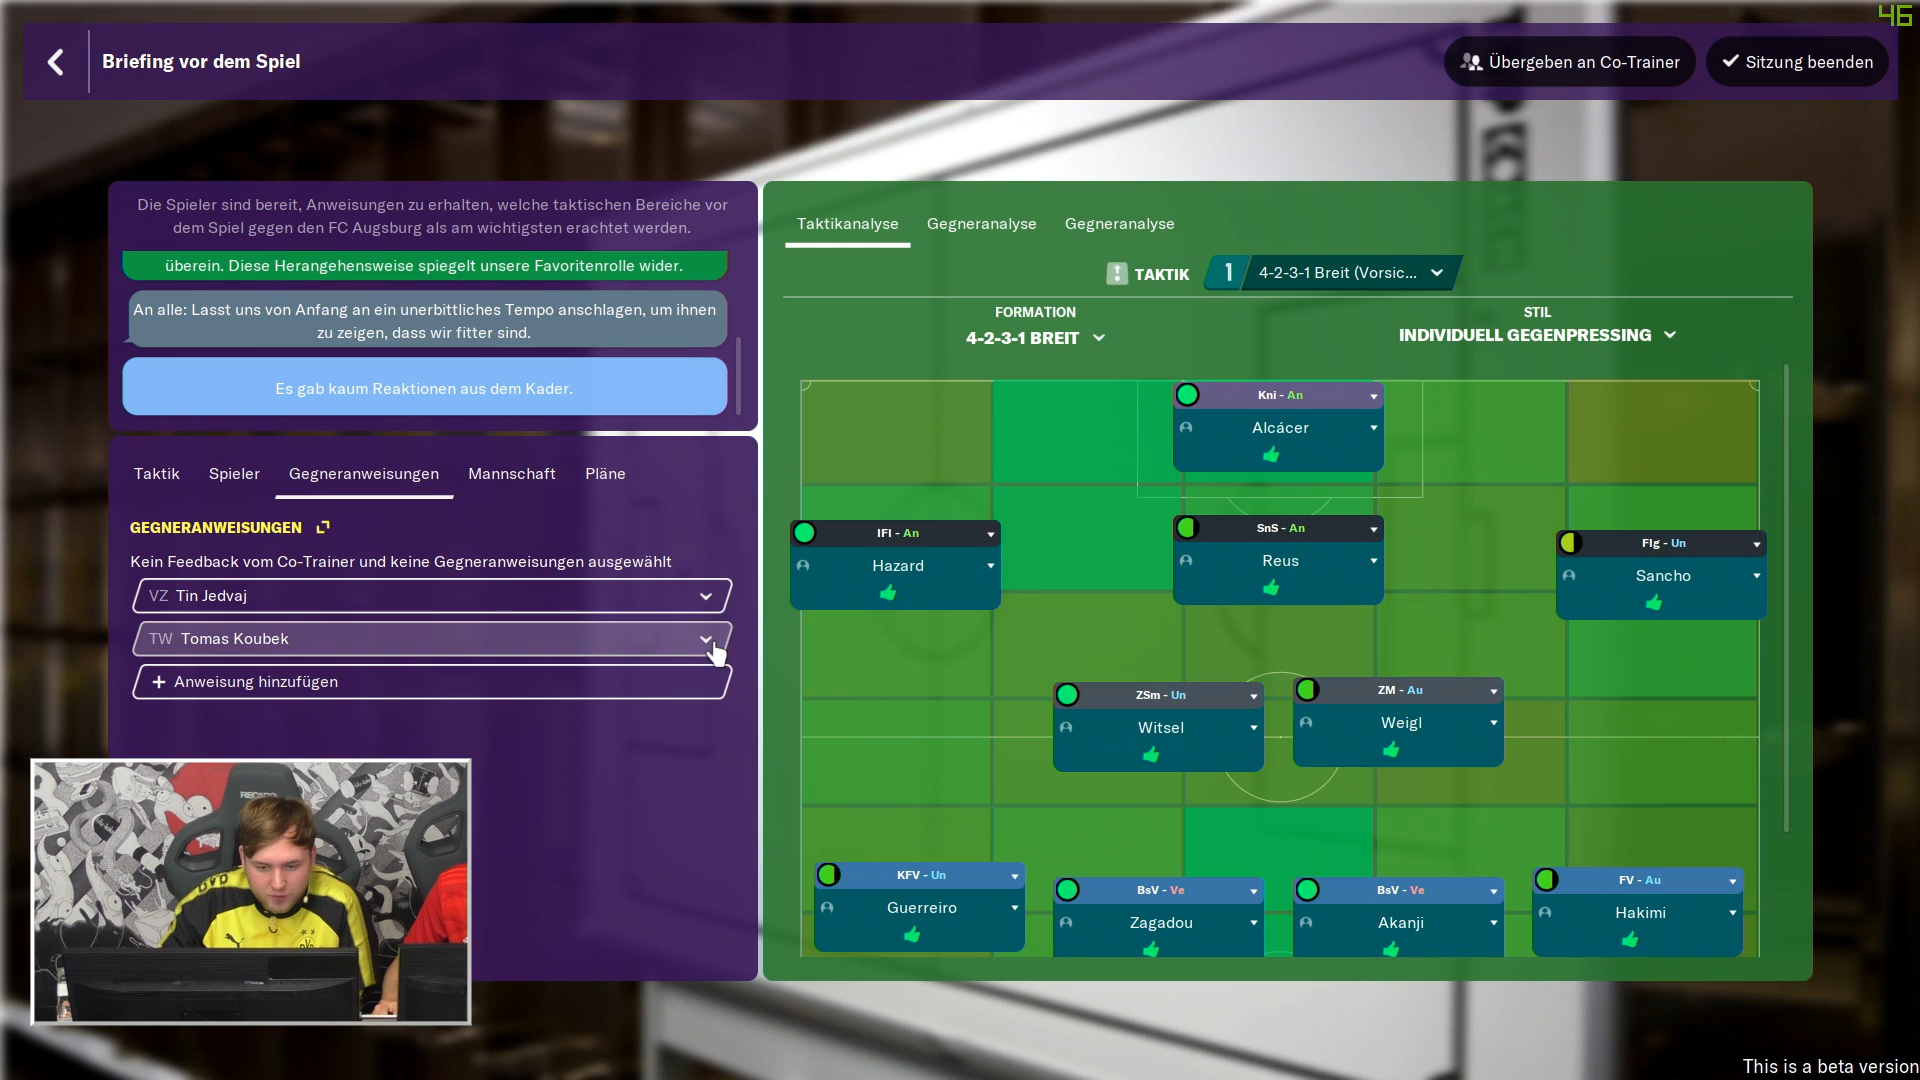 46
Briefing vor dem Spiel
Übergeben an Co-Trainer
Sitzung beenden
Die Spieler sind bereit, Anweisungen zu erhalten, welche taktischen Bereiche vor
dem Spiel gegen den FC Augsburg als am wichtigsten erachtet werden.
überein. Diese Herangehensweise spiegelt unsere Favoritenrolle wider.
An alle: Lasst uns von Anfang an ein unerbittliches Tempo anschlagen, um ihnen
zu zeigen, dass wir fitter sind.
Es gab kaum Reaktionen aus dem Kader.
Taktik Spieler Gegneranweisungen Mannschaft Pläne
GEGNERANWEISUNGEN
Kein Feedback vom Co-Trainer und keine Gegneranweisungen ausgewählt
VZ Tin Jedvaj
TW Tomas Koubek
+ Anweisung hinzufügen
Taktikanalyse Gegneranalyse Gegneranalyse
TAKTIK 1 4-2-3-1 Breit (Vorsic...
FORMATION
4-2-3-1 BREIT
STIL
INDIVIDUELL GEGENPRESSING
Kni - An
Alcácer
IFl - An
Hazard
SnS - An
Reus
Flg - Un
Sancho
ZSm - Un
Witsel
ZM - Au
Weigl
KFV - Un
Guerreiro
BsV - Ve
Zagadou
BsV - Ve
Akanji
FV - Au
Hakimi
RECARO
BVB
This is a beta version